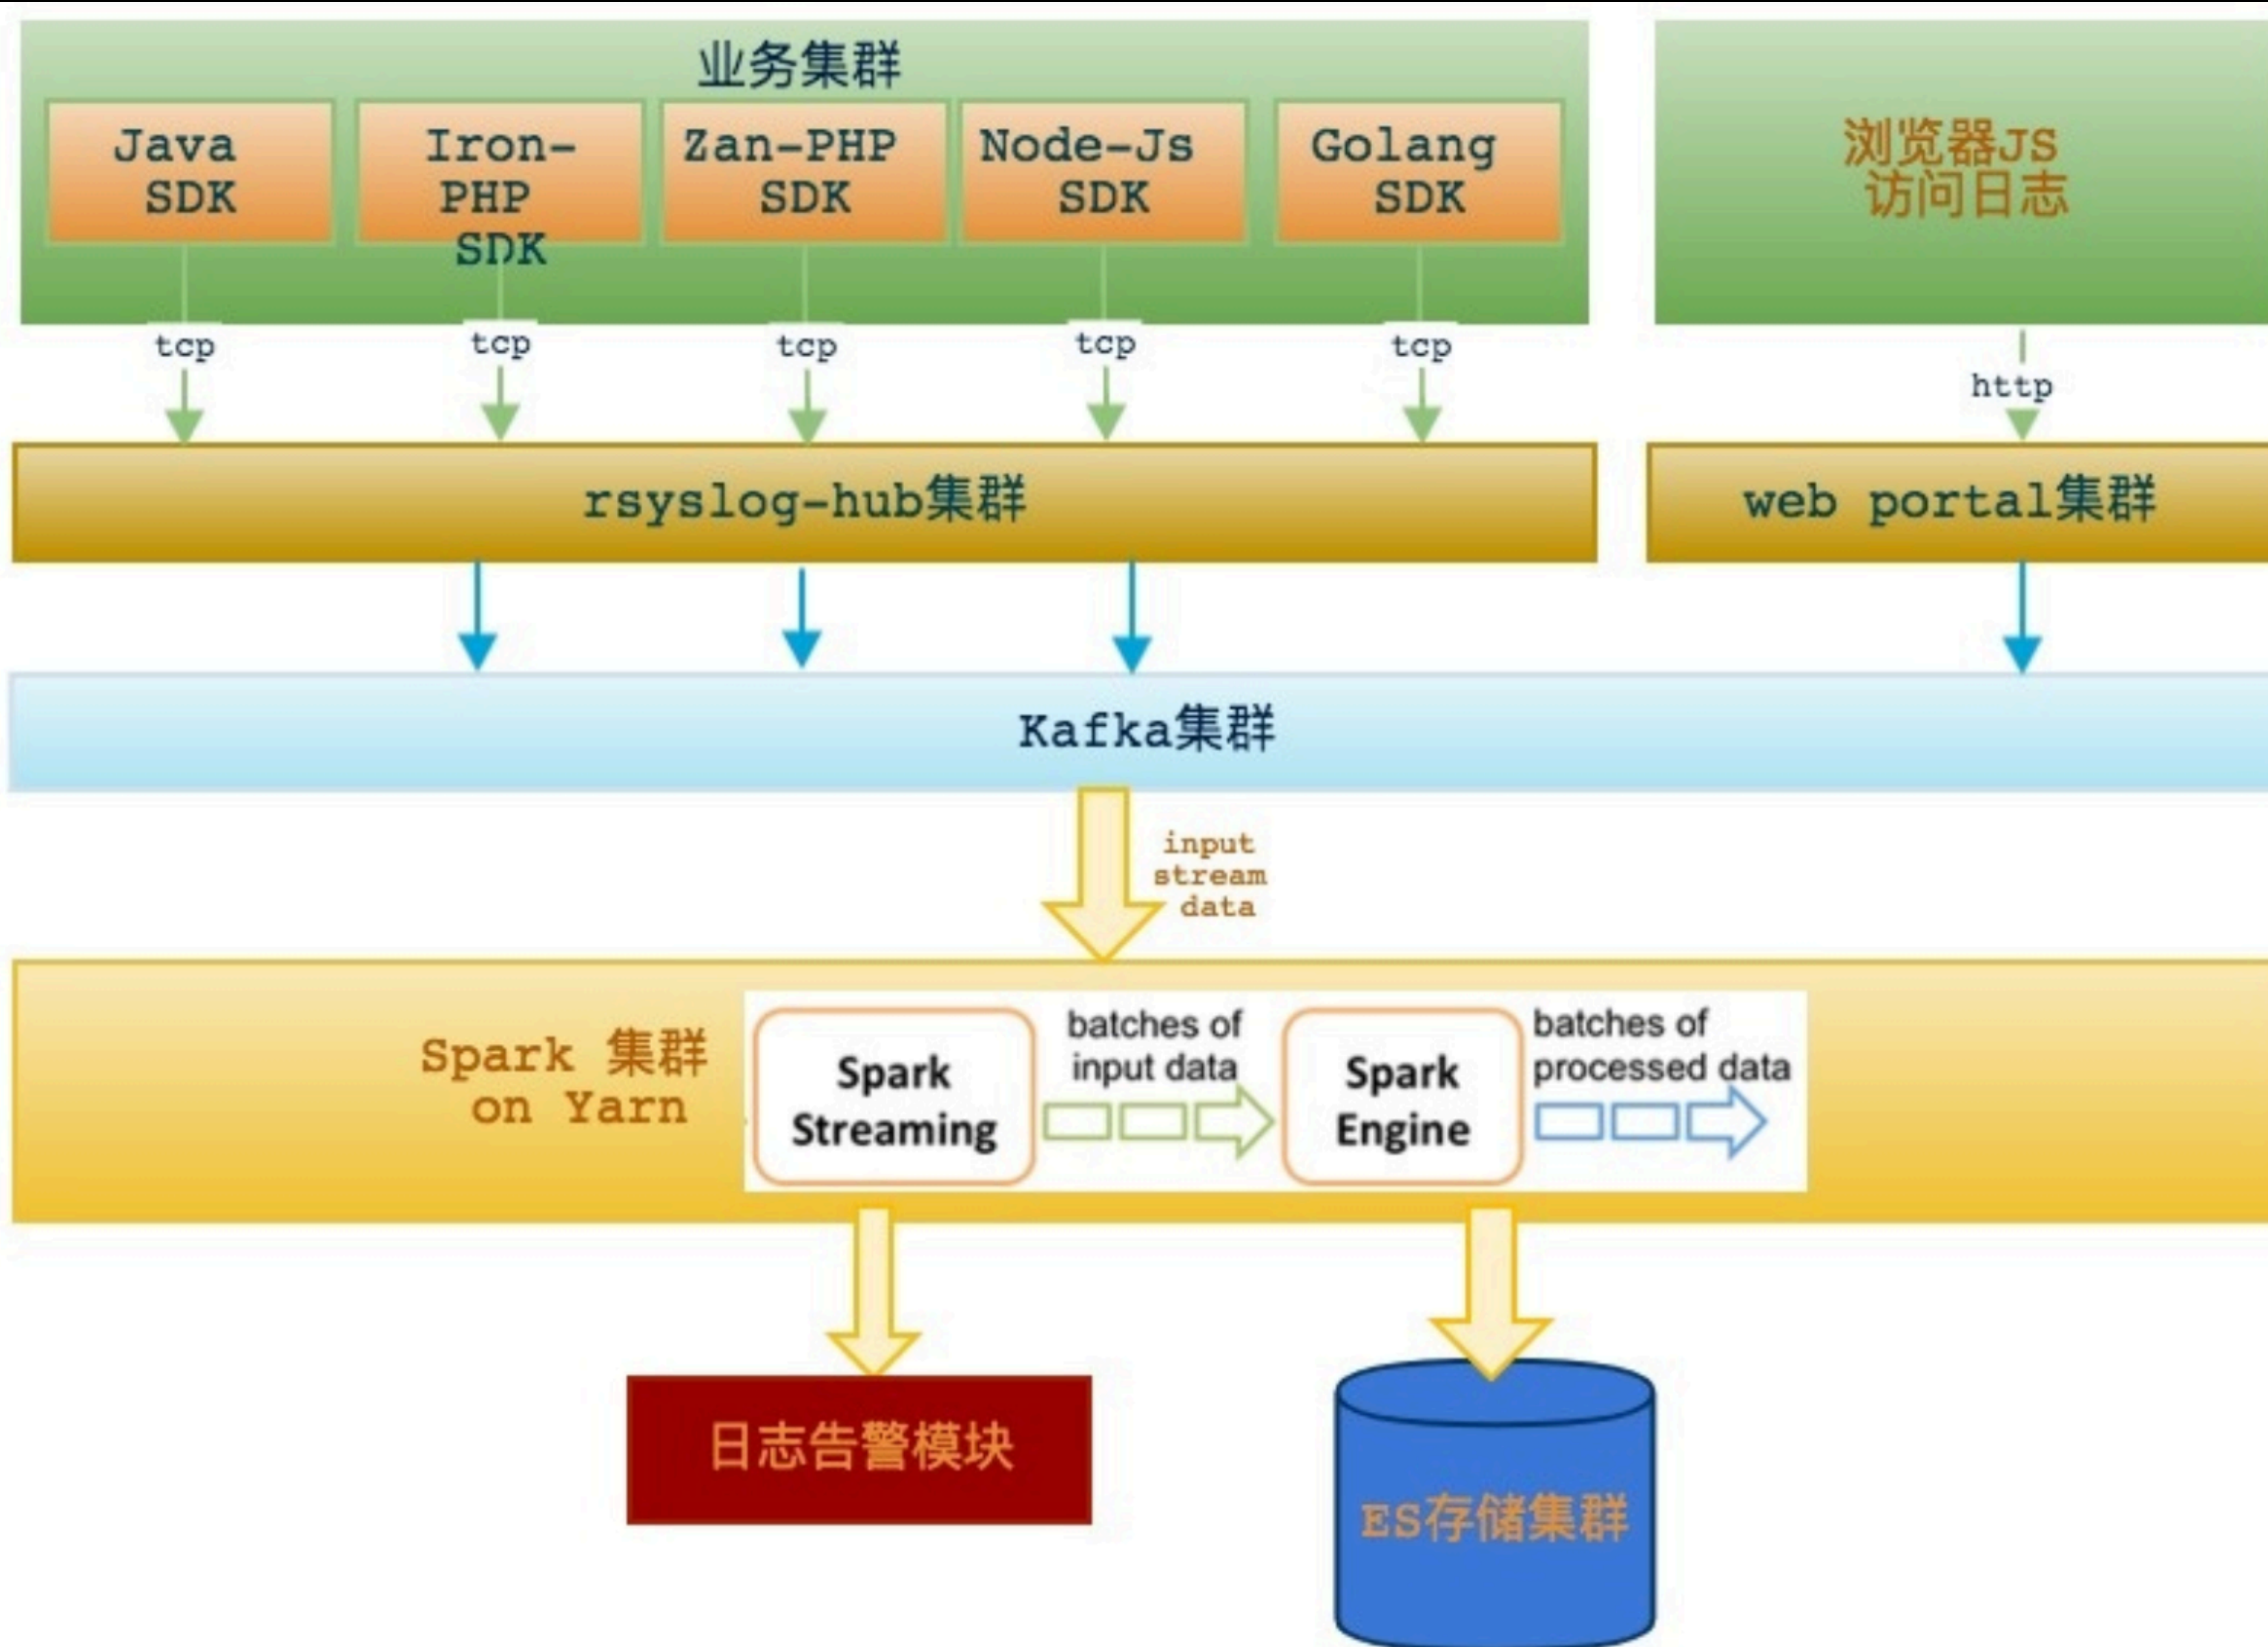 业务集群
Java
SDK
Iron-
PHP
SDK
Zan-PHP
SDK
Node-Js
SDK
Golang
SDK
浏览器JS
访问日志
tcp
tcp
tcp
tcp
tcp
http
rsyslog-hub集群
web portal集群
Kafka集群
input
stream
data
Spark 集群
on Yarn
Spark
Streaming
batches of
input data
Spark
Engine
batches of
processed data
日志告警模块
ES存储集群